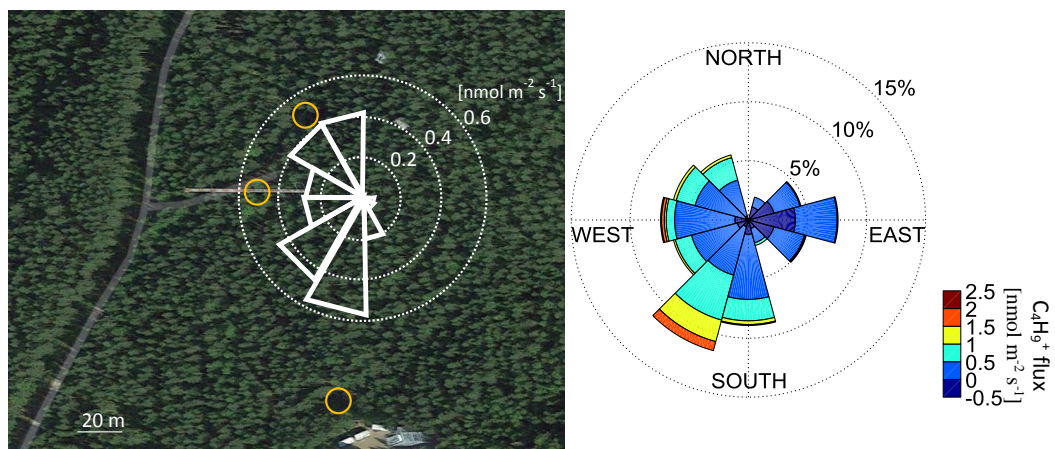 [nmol m⁻² s⁻¹]
0.6
0.4
0.2
20 m
NORTH
15%
10%
5%
WEST
EAST
SOUTH
2.5
2
1.5
1
0.5
0
-0.5
C₄H₉⁺ flux
[nmol m⁻² s⁻¹]